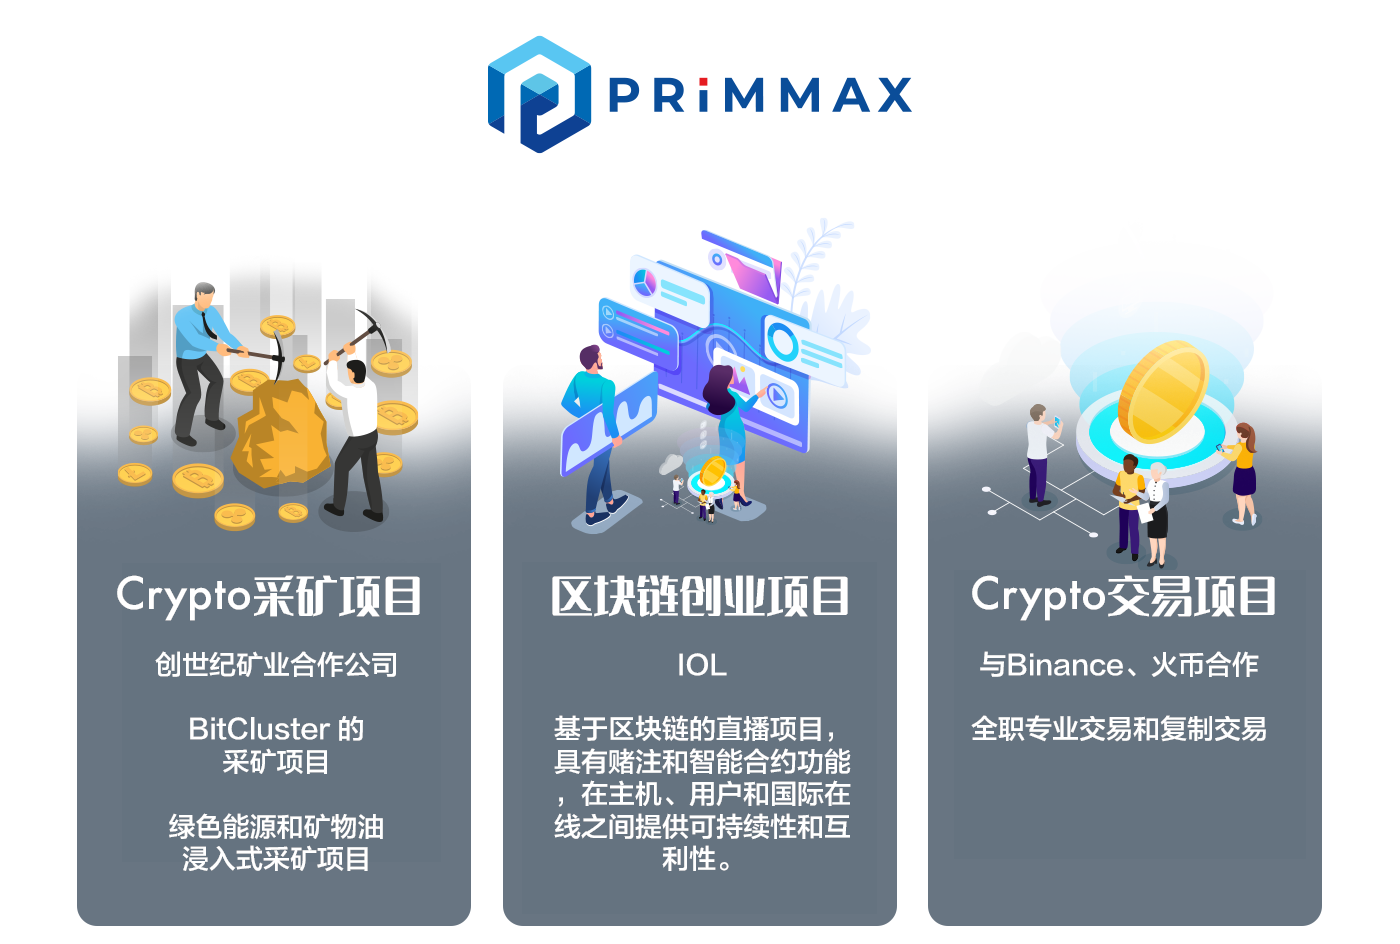 PRiMMAX
Crypto采矿项目
创世纪矿业合作公司
BitCluster 的
采矿项目
绿色能源和矿物油
浸入式采矿项目
区块链创业项目
IOL
基于区块链的直播项目，
具有赌注和智能合约功能
，在主机、用户和国际在
线之间提供可持续性和互
利性。
Crypto交易项目
与Binance、火币合作
全职专业交易和复制交易